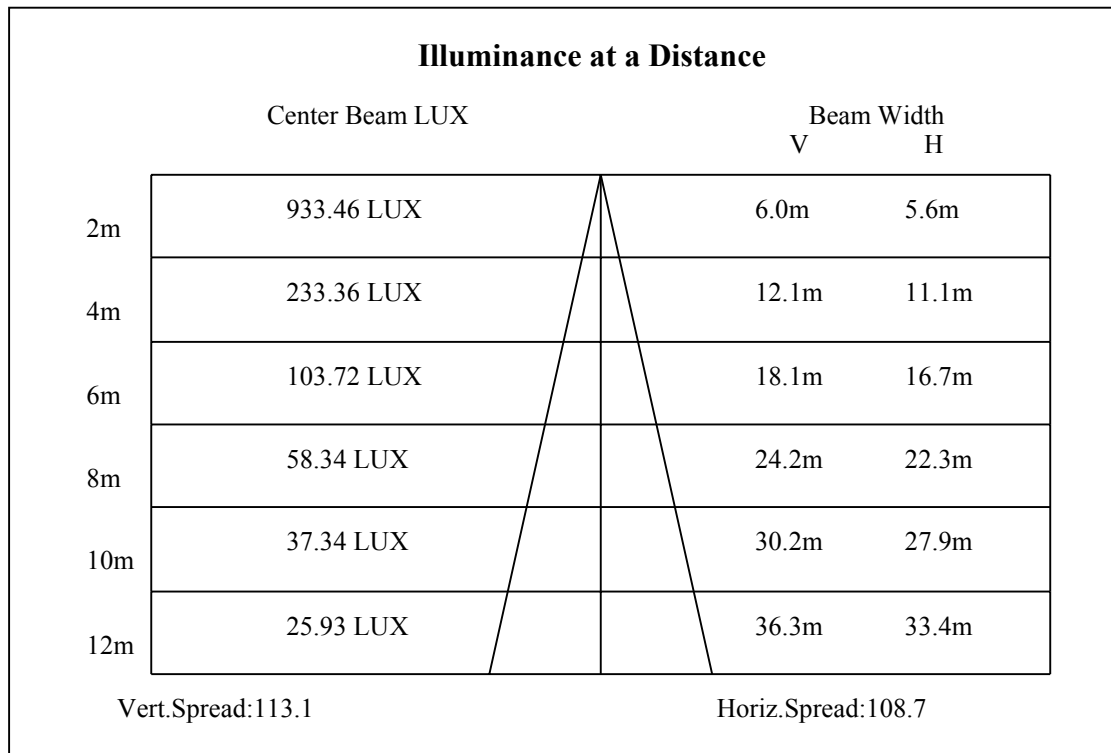 Illuminance at a Distance
Center Beam LUX Beam Width
V H
2m 933.46 LUX 6.0m 5.6m
4m 233.36 LUX 12.1m 11.1m
6m 103.72 LUX 18.1m 16.7m
8m 58.34 LUX 24.2m 22.3m
10m 37.34 LUX 30.2m 27.9m
12m 25.93 LUX 36.3m 33.4m
Vert.Spread:113.1 Horiz.Spread:108.7